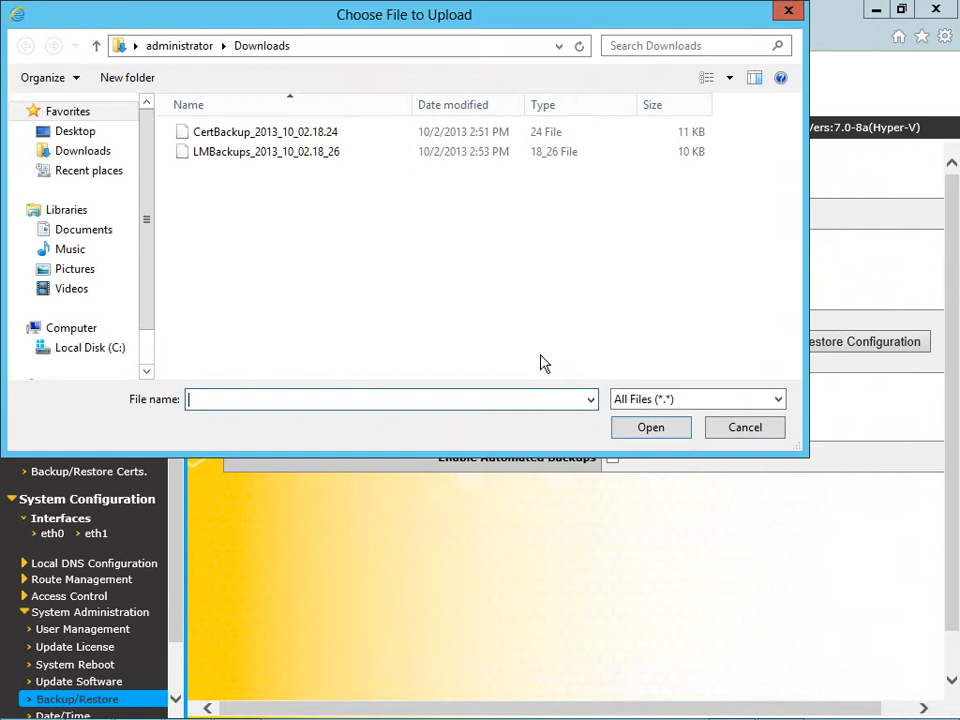 Choose File to Upload
administrator Downloads
Search Downloads
Organize New folder
Name Date modified Type Size
Favorites
Desktop
Downloads
Recent places
Libraries
Documents
Music
Pictures
Videos
Computer
Local Disk (C:)
CertBackup_2013_10_02.18.24 10/2/2013 2:51 PM 24 File 11 KB
LMBackups_2013_10_02.18_26 10/2/2013 2:53 PM 18_26 File 10 KB
File name:
All Files (*.*)
Open Cancel
Vers:7.0-8a(Hyper-V)
estore Configuration
Enable Automated Backups
Backup/Restore Certs.
System Configuration
Interfaces
eth0 eth1
Local DNS Configuration
Route Management
Access Control
System Administration
User Management
Update License
System Reboot
Update Software
Backup/Restore
Date/Time